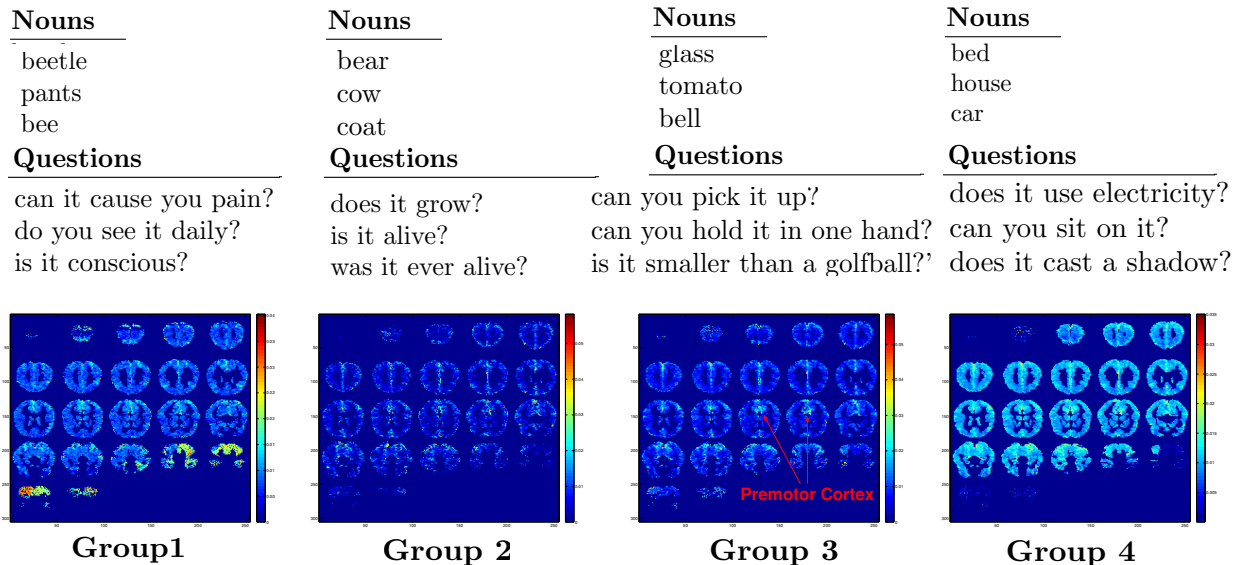 Nouns
beetle
pants
bee
Questions
can it cause you pain?
do you see it daily?
is it conscious?
Group1
Nouns
bear
cow
coat
Questions
does it grow?
is it alive?
was it ever alive?
Group 2
Nouns
glass
tomato
bell
Questions
can you pick it up?
can you hold it in one hand?
is it smaller than a golfball?’
Premotor Cortex
Group 3
Nouns
bed
house
car
Questions
does it use electricity?
can you sit on it?
does it cast a shadow?
Group 4